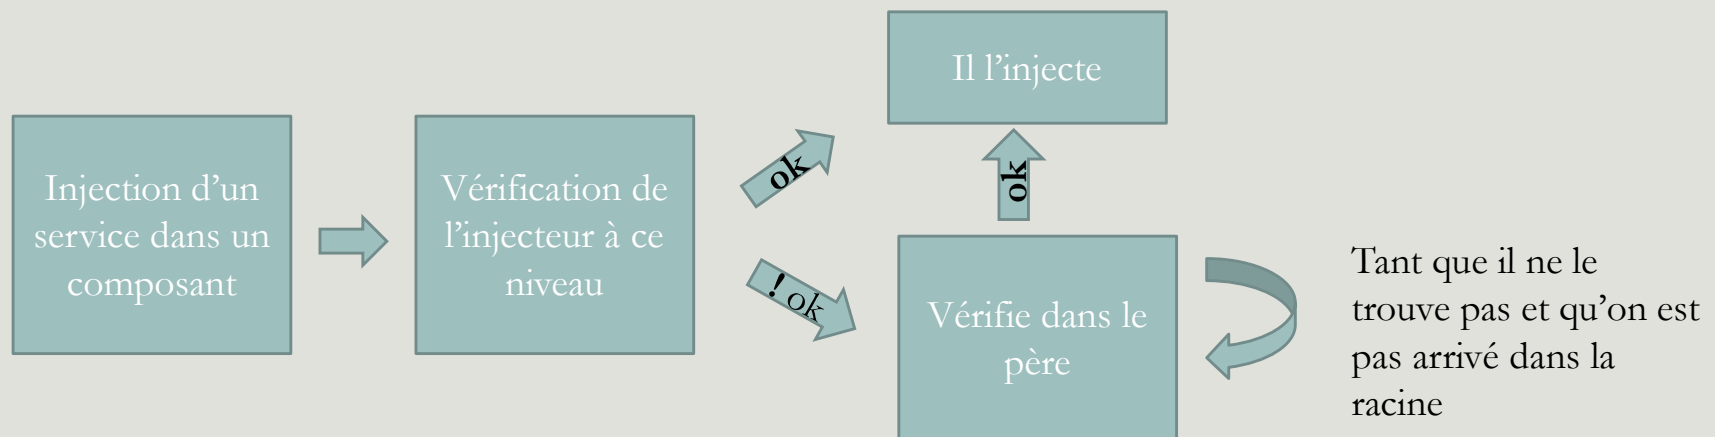 Injection d'un
service dans un
composant
Vérification de
l'injecteur à ce
niveau
ok
! ok
Il l'injecte
ok
Vérifie dans le
père
Tant que il ne le
trouve pas et qu'on est
pas arrivé dans la
racine